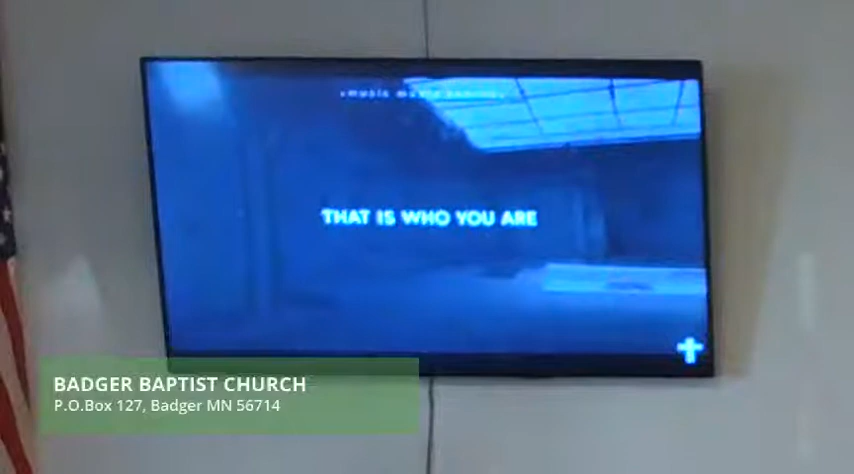 THAT IS WHO YOU ARE
BADGER BAPTIST CHURCH
P.O.Box 127, Badger MN 56714